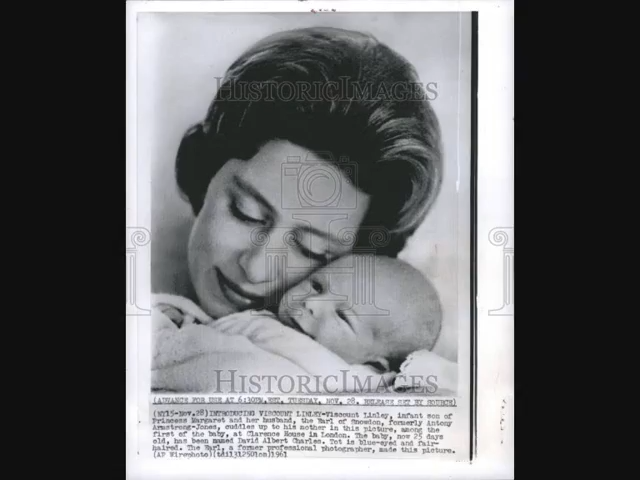 HISTORIC IMAGES
HISTORIC IMAGES
(ADVANCE FOR USE AT 6:30PM, EST, TUESDAY, NOV. 28, RELEASE SET BY SOURCE)
(NY15-Nov.28)INTRODUCING VISCOUNT LINLEY-Viscount Linley, infant son of
Princess Margaret and her husband, the Earl of Snowdon, formerly Antony
Armstrong-Jones, cuddles up to his mother in this picture, among the
first of the baby, at Clarence House in London. The baby, now 25 days
old, has been named David Albert Charles. Tot is blue-eyed and fair-
haired. The Earl, a former professional photographer, made this picture.
(AP Wirephoto) 1961